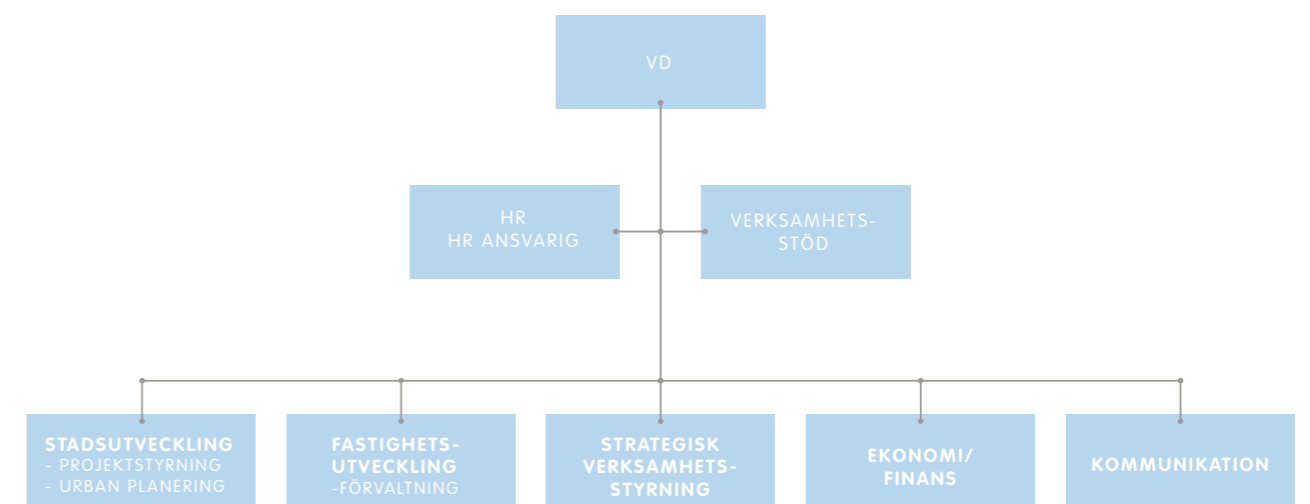 VD
HR
HR ANSVARIG
VERKSAMHETS-
STÖD
STADSUTVECKLING
- PROJEKTSTYRNING
- URBAN PLANERING
FASTIGHETS-
UTVECKLING
-FÖRVALTNING
STRATEGISK
VERKSAMHETS-
STYRNING
EKONOMI/
FINANS
KOMMUNIKATION